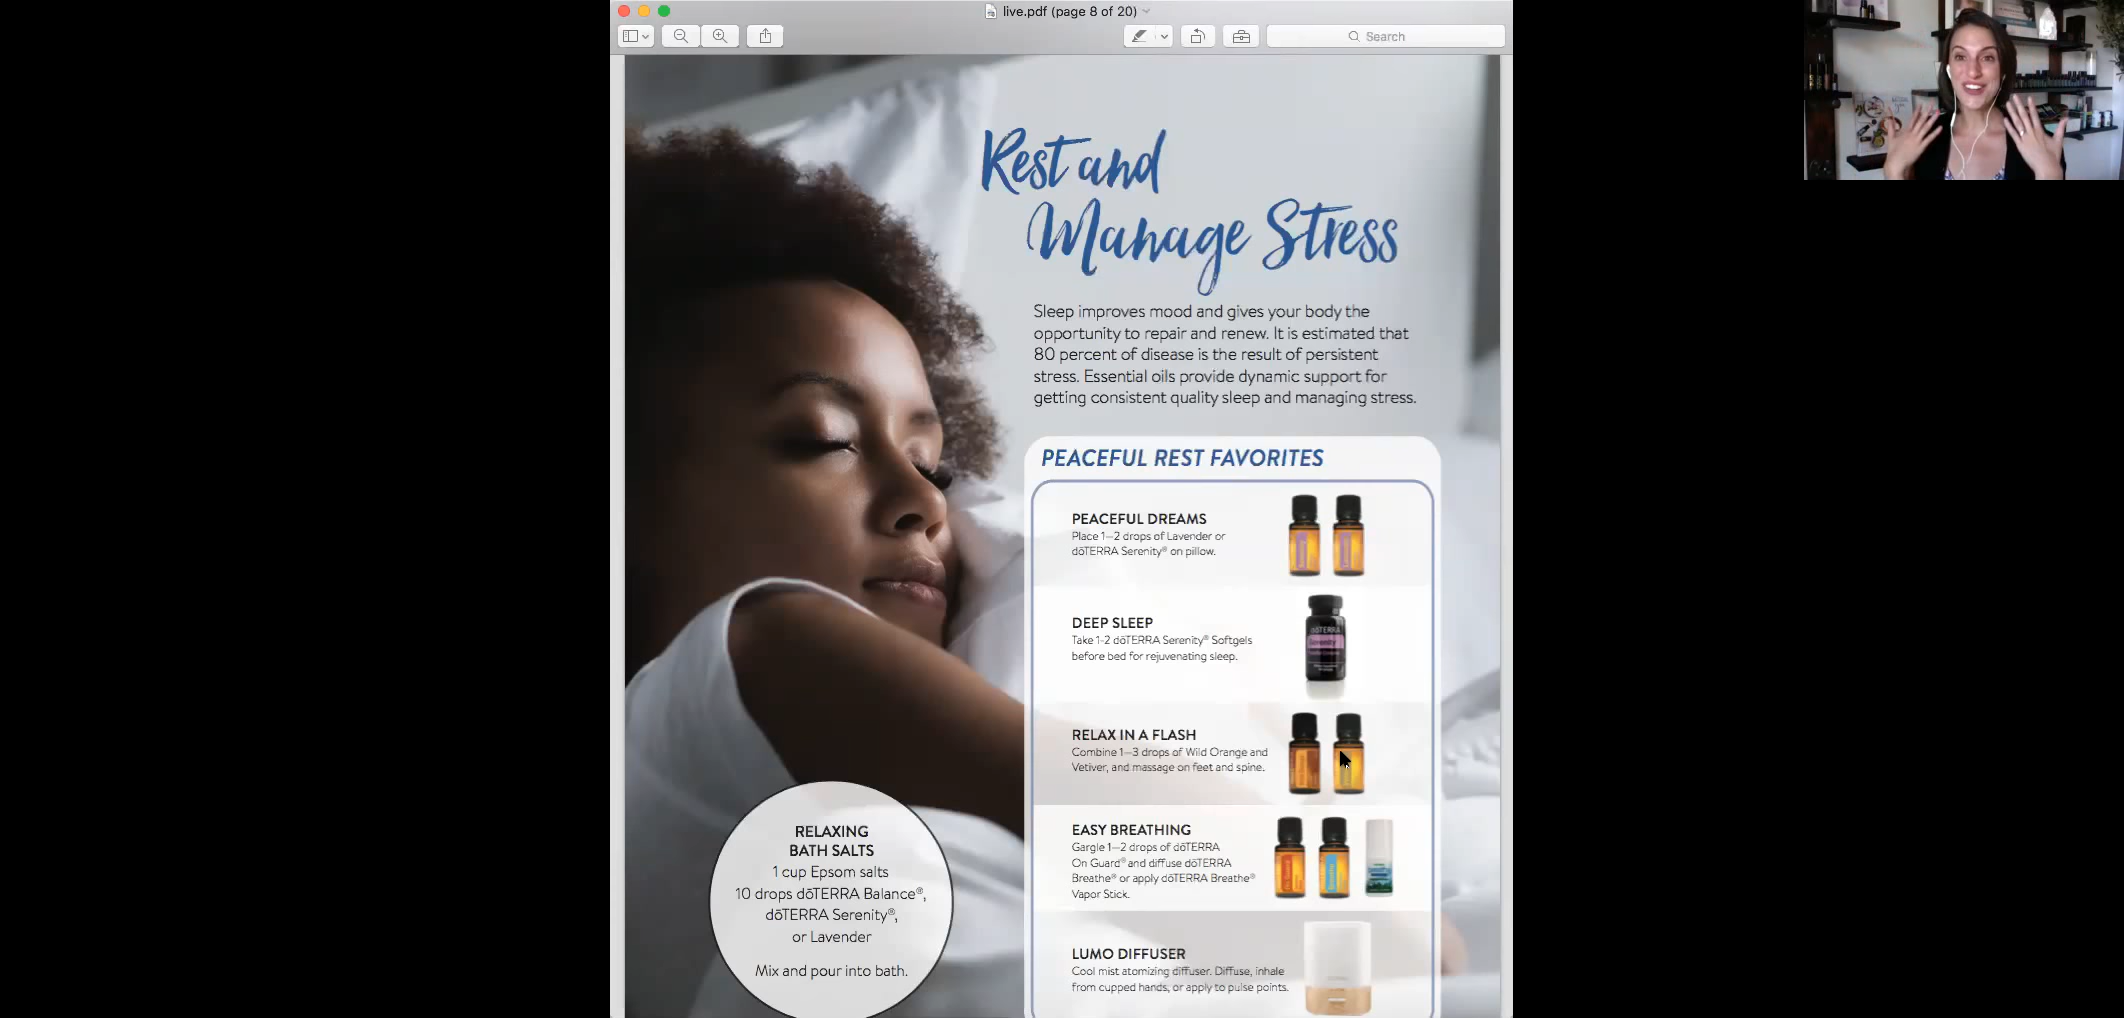 live.pdf (page 8 of 20)
Search
Rest and
Manage Stress
Sleep improves mood and gives your body the
opportunity to repair and renew. It is estimated that
80 percent of disease is the result of persistent
stress. Essential oils provide dynamic support for
getting consistent quality sleep and managing stress.
PEACEFUL REST FAVORITES
PEACEFUL DREAMS
Place 1–2 drops of Lavender or
dōTERRA Serenity® on pillow.
DEEP SLEEP
Take 1-2 dōTERRA Serenity® Softgels
before bed for rejuvenating sleep.
dōTERRA
Serenity
RELAX IN A FLASH
Combine 1–3 drops of Wild Orange and
Vetiver, and massage on feet and spine.
EASY BREATHING
Gargle 1–2 drops of dōTERRA
On Guard® and diffuse dōTERRA
Breathe® or apply dōTERRA Breathe®
Vapor Stick.
LUMO DIFFUSER
Cool mist atomizing diffuser. Diffuse, inhale
from cupped hands, or apply to pulse points.
RELAXING
BATH SALTS
1 cup Epsom salts
10 drops dōTERRA Balance®,
dōTERRA Serenity®,
or Lavender
Mix and pour into bath.